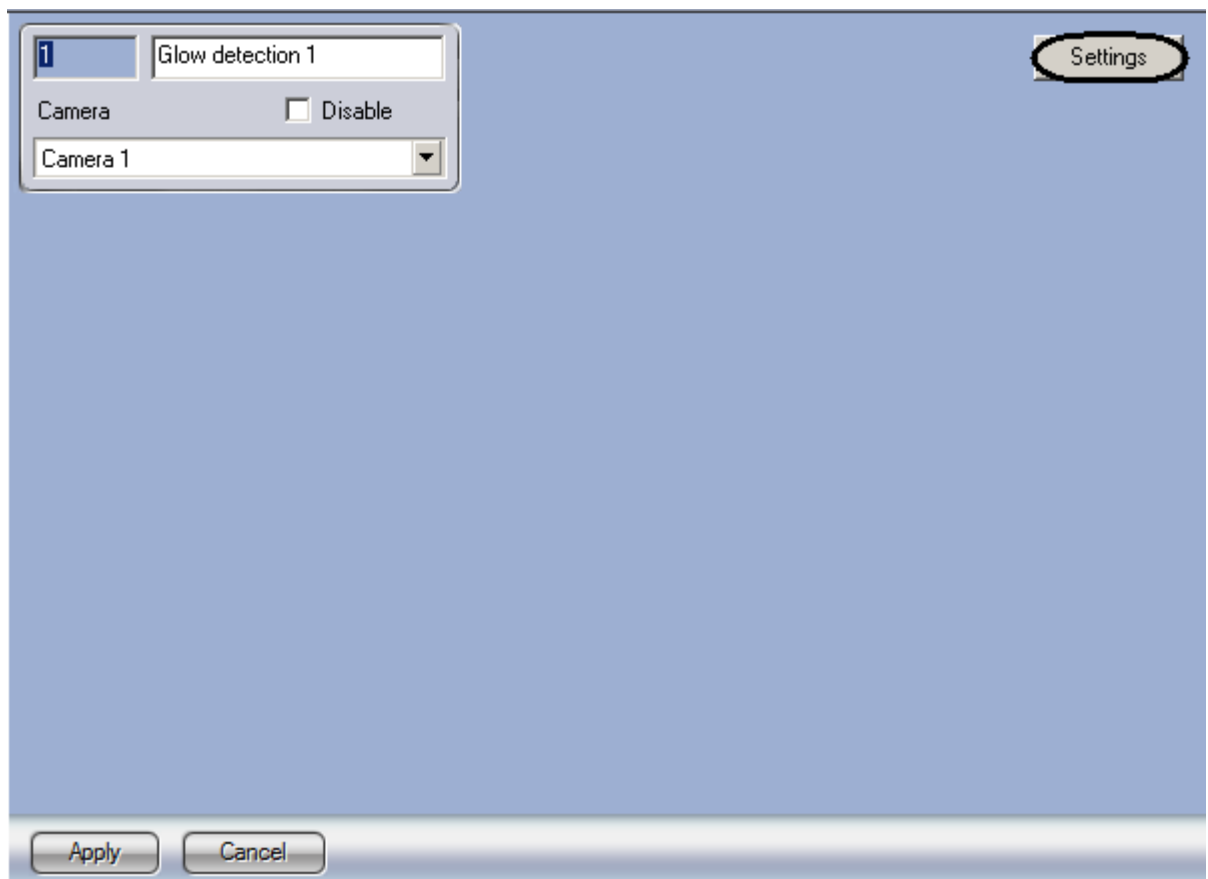 1
Glow detection 1
Settings
Camera
Disable
Camera 1
Apply
Cancel